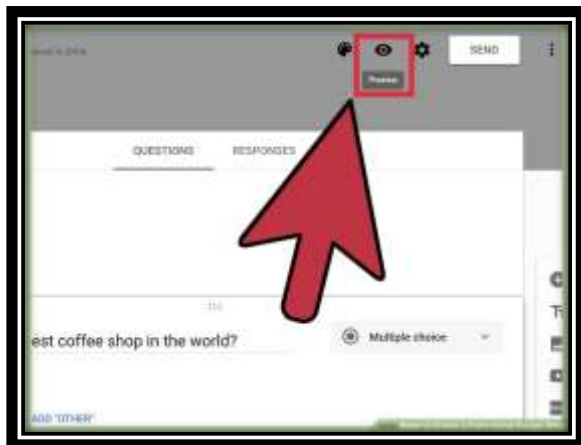 SEND
Preview
QUESTIONS
RESPONSES
est coffee shop in the world?
Multiple choice
ADD "OTHER"